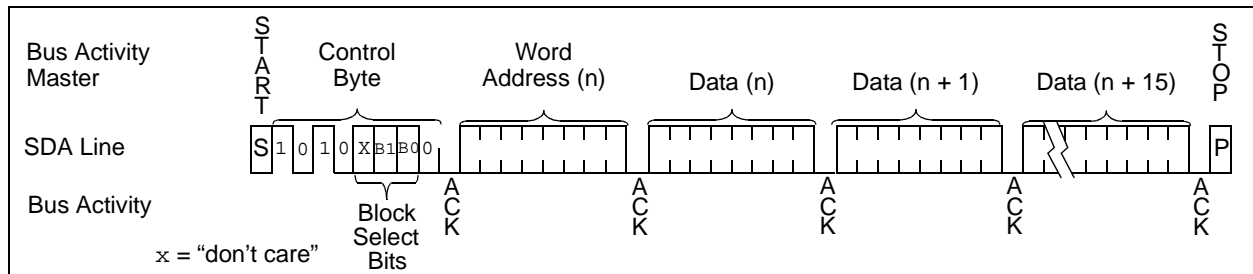 Bus Activity
Master
START
Control
Byte
Word
Address (n)
Data (n)
Data (n + 1)
Data (n + 15)
STOP
SDA Line
S
1 0 1 0 X B1 B0 0
P
Bus Activity
ACK
ACK
ACK
ACK
ACK
Block
Select
Bits
x = “don’t care”